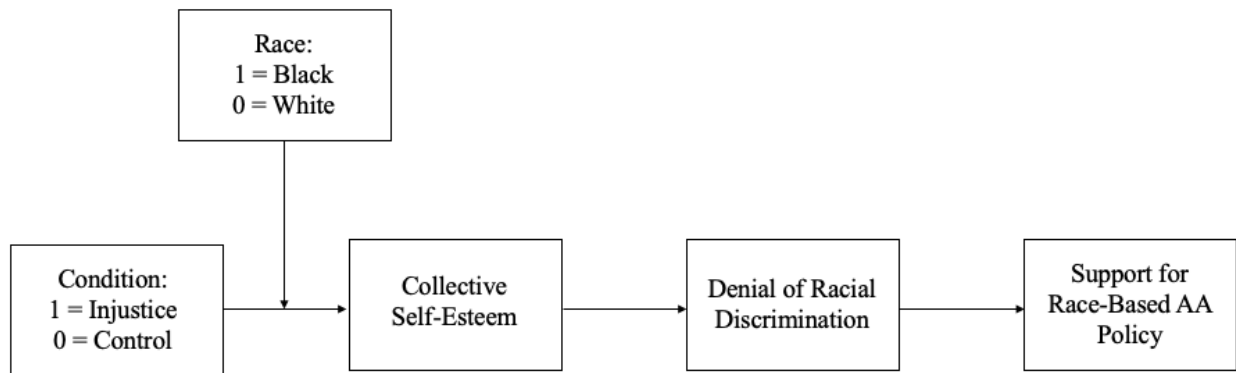 Race:
1 = Black
0 = White
Condition:
1 = Injustice
0 = Control
Collective
Self-Esteem
Denial of Racial
Discrimination
Support for
Race-Based AA
Policy